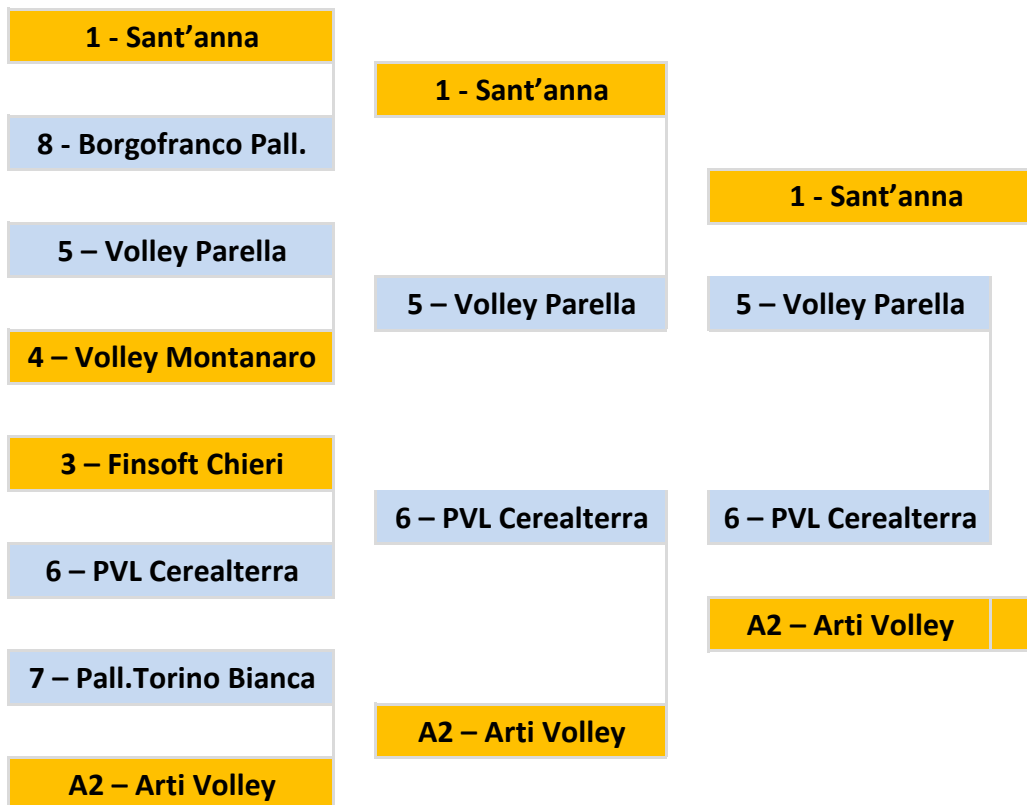 1 - Sant’anna
8 - Borgofranco Pall.
5 – Volley Parella
4 – Volley Montanaro
3 – Finsoft Chieri
6 – PVL Cerealterra
7 – Pall.Torino Bianca
A2 – Arti Volley
1 - Sant’anna
5 – Volley Parella
6 – PVL Cerealterra
A2 – Arti Volley
1 - Sant’anna
5 – Volley Parella
6 – PVL Cerealterra
A2 – Arti Volley